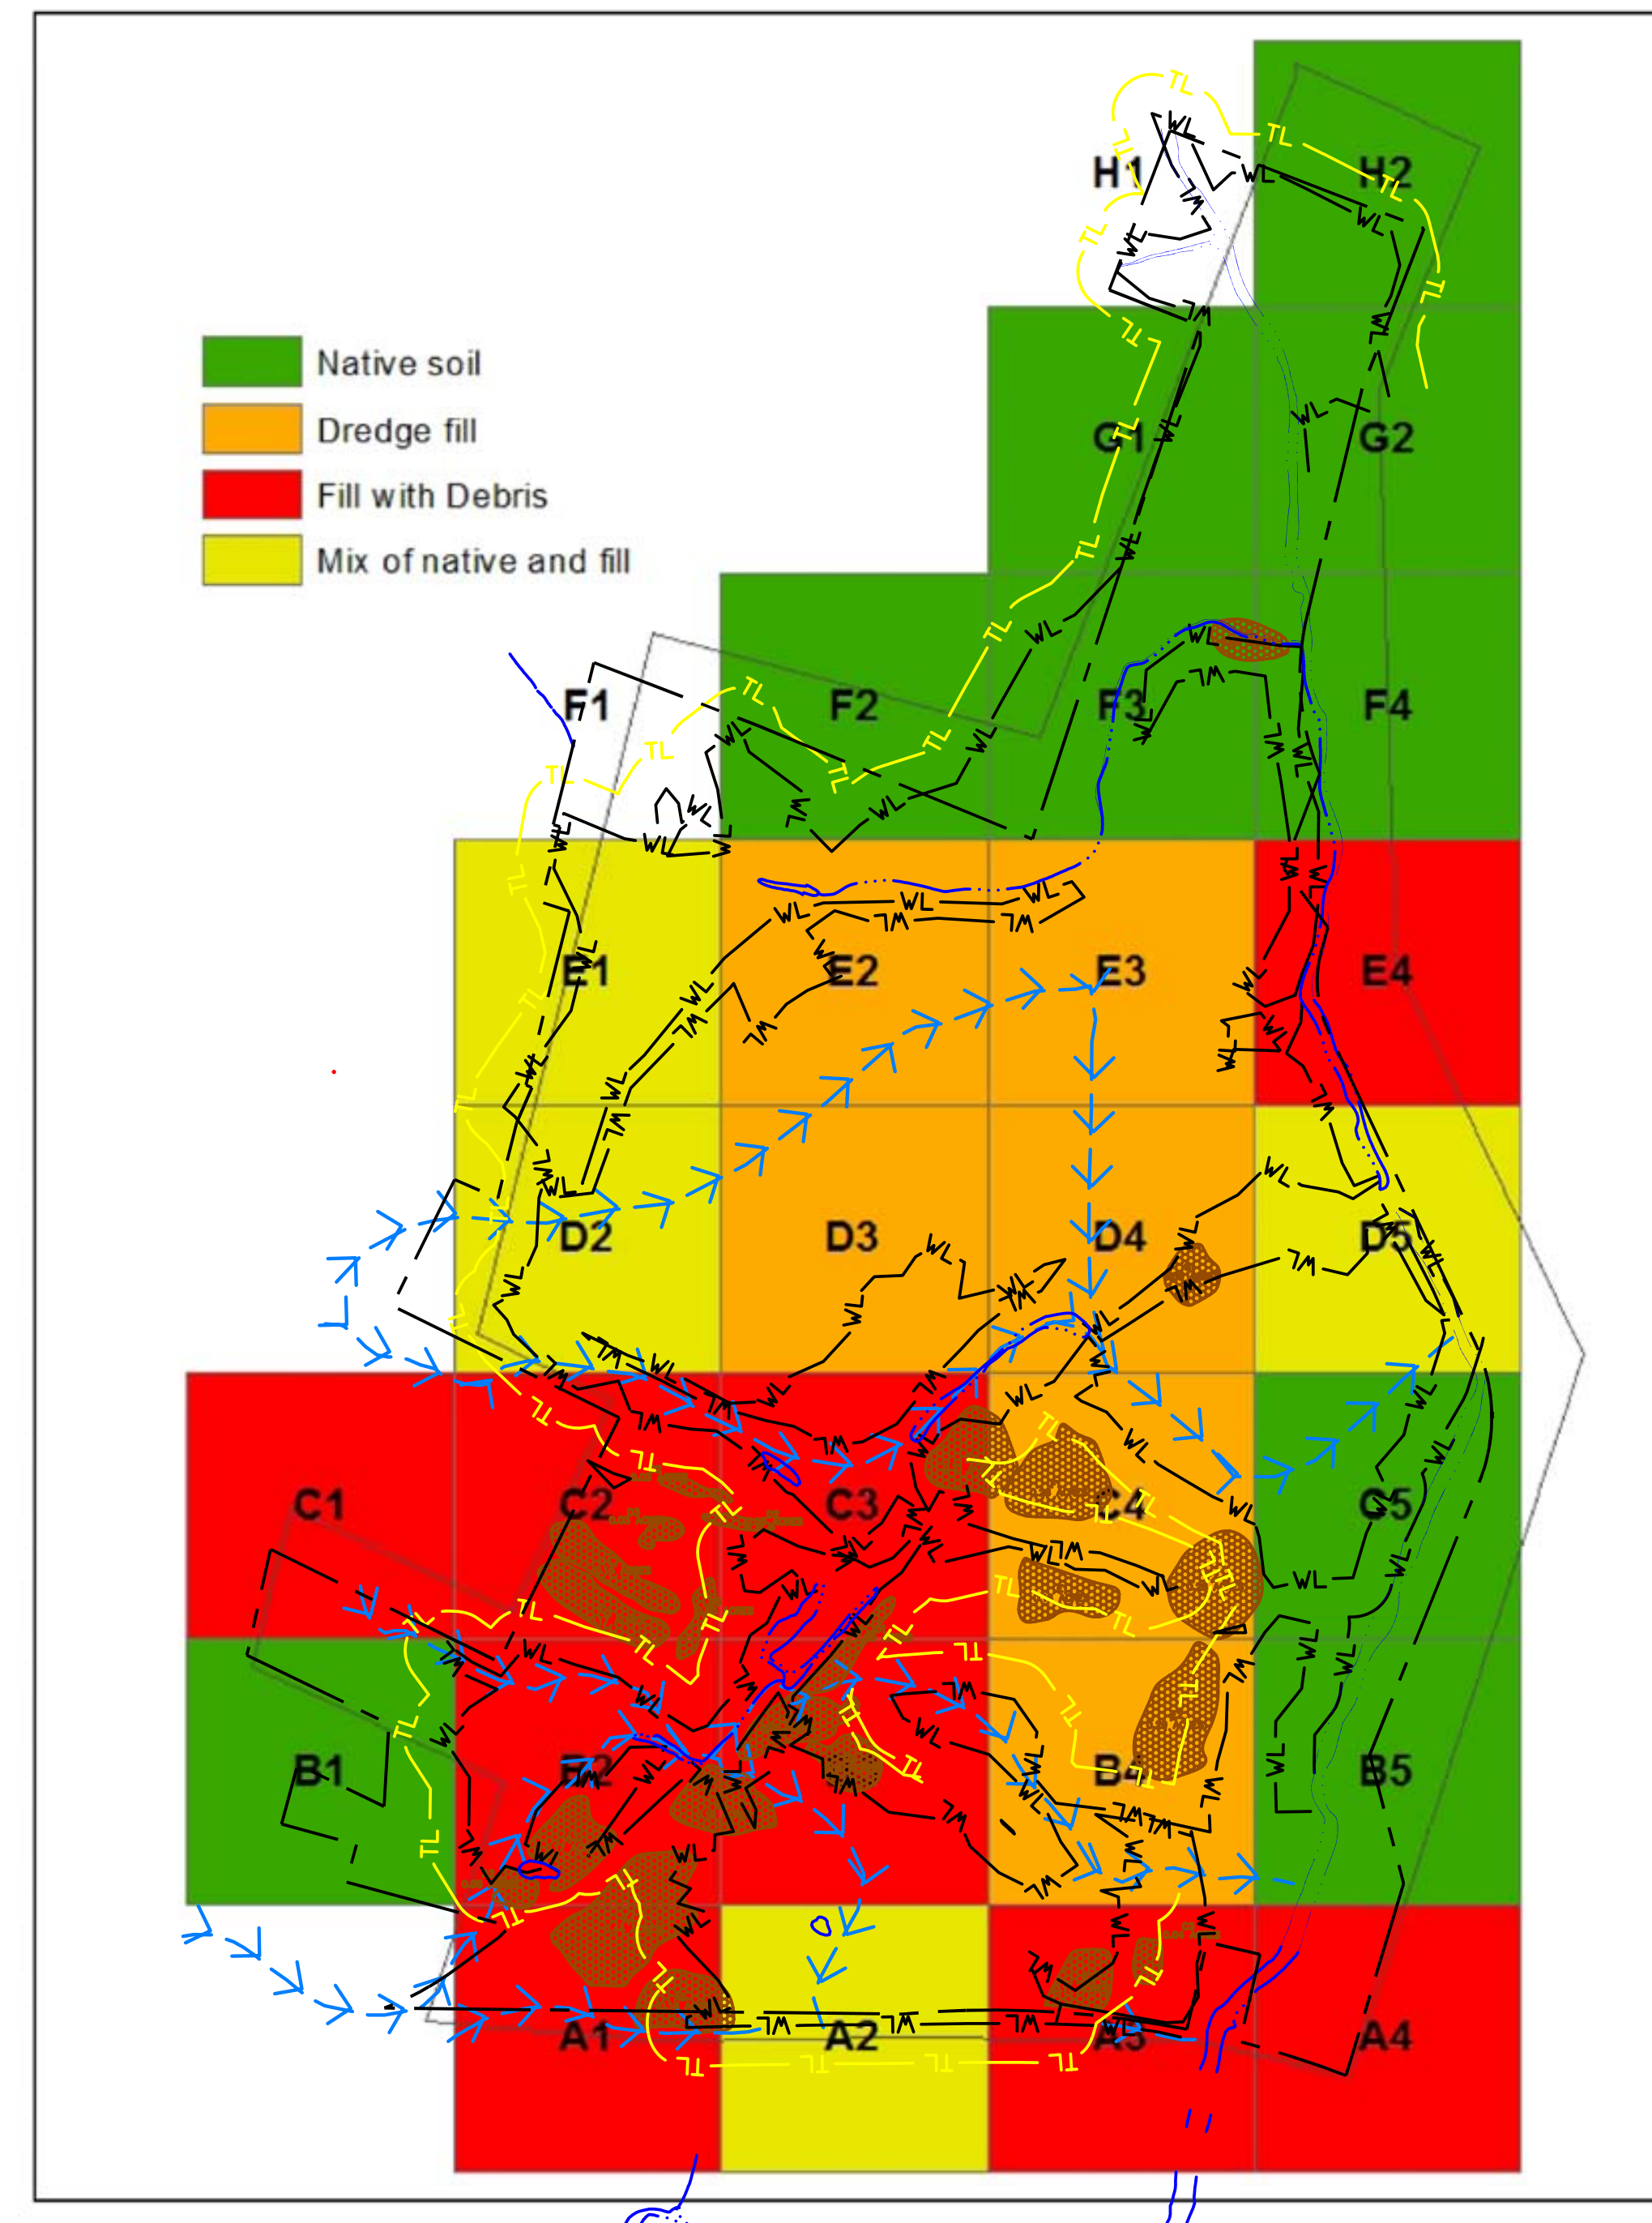 H1 H2
Native soil
Dredge fill
G1 G2
Fill with Debris
Mix of native and fill
F1 F2 F3 F4
E1 E2 E3 E4
D2 D3 D4 D5
C1 C2 C3 C4 C5
B1 B2 B4 B5
A1 A2 A3 A4
TL
WL